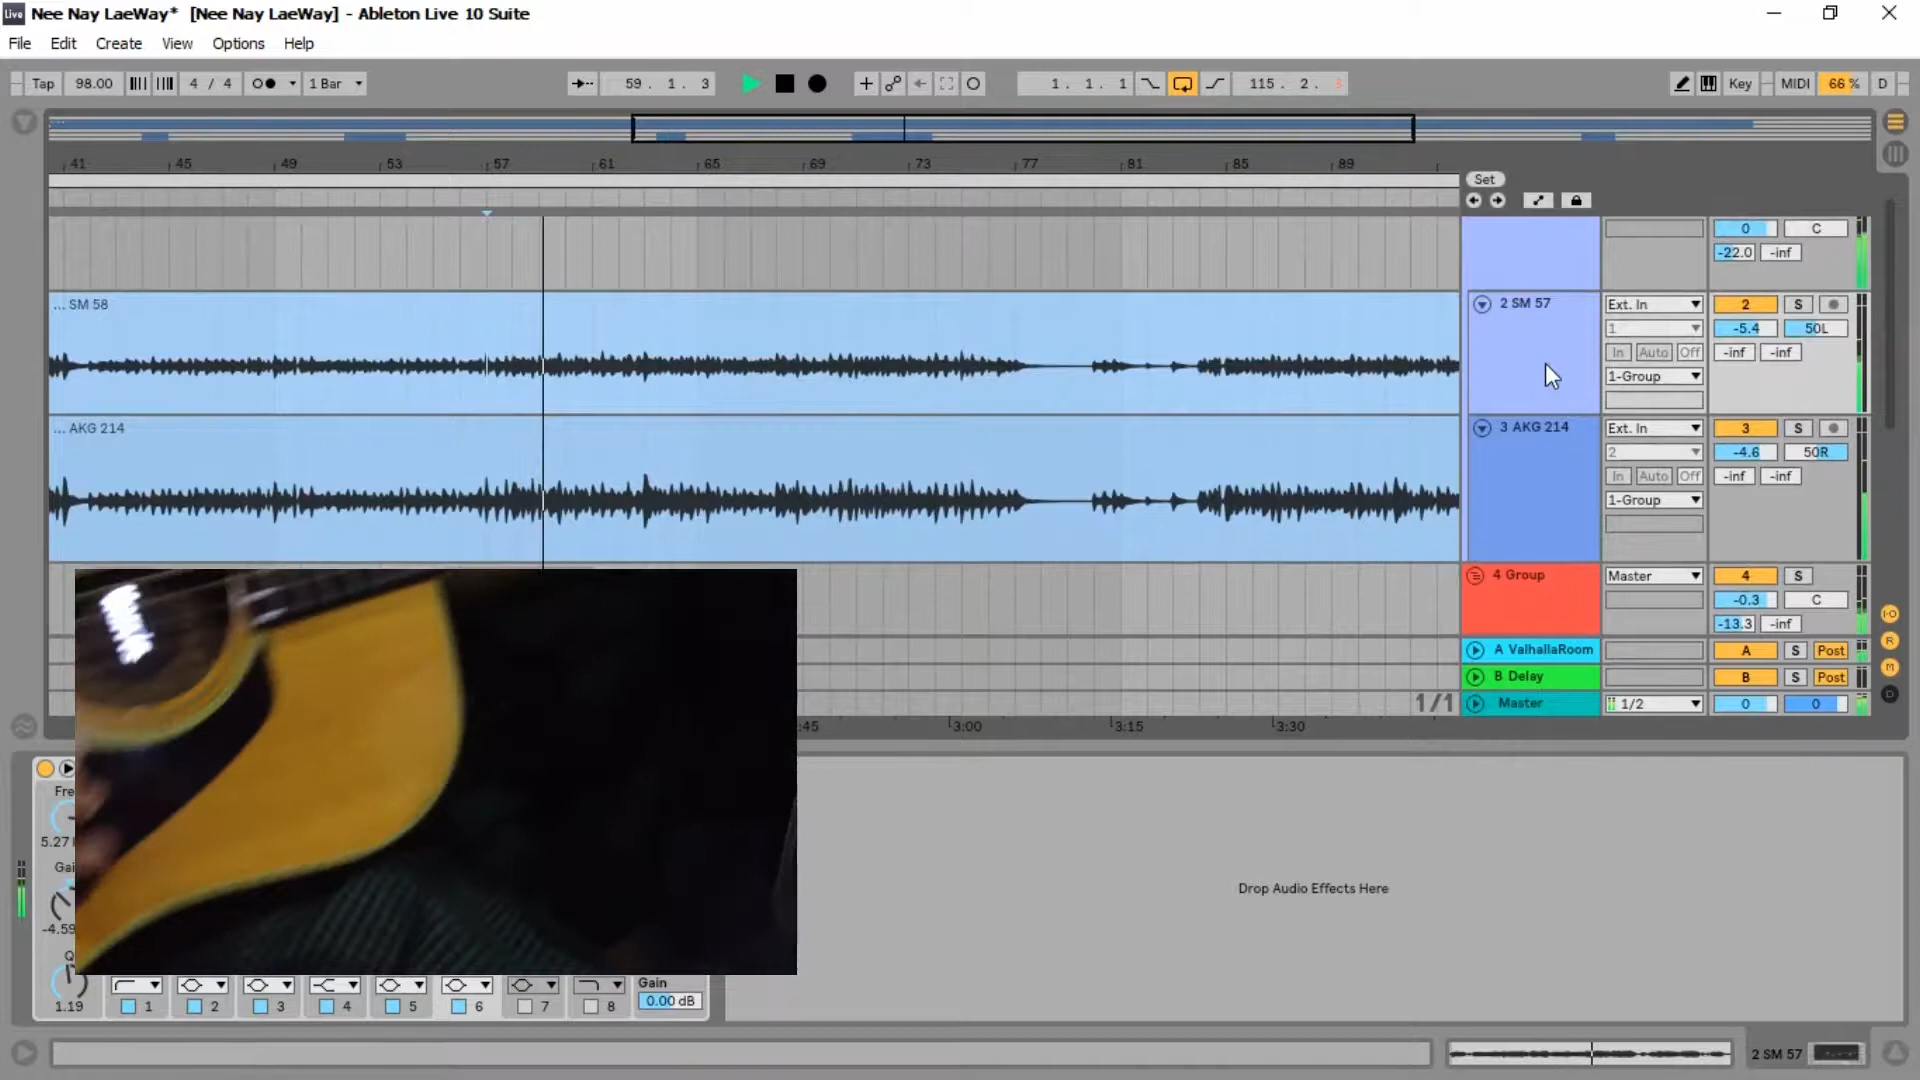 Live Nee Nay LaeWay* [Nee Nay LaeWay] - Ableton Live 10 Suite
File Edit Create View Options Help
Tap 98.00 4 / 4 1 Bar 59 . 1 . 3 1 . 1 . 1 115 . 2 . 3 Key MIDI 66 % D
41 45 49 53 57 61 65 69 73 77 81 85 89
Set
0 C
-22.0 -inf
... SM 58 2 SM 57 Ext. In 2 S
1 -5.4 50L
In Auto Off -inf -inf
1-Group
... AKG 214 3 AKG 214 Ext. In 3 S
2 -4.6 50R
In Auto Off -inf -inf
1-Group
4 Group Master 4 S
-0.3 C
-13.3 -inf
I-O
R
M
D
A ValhallaRoom A S Post
B Delay B S Post
1/1 Master 1/2 0 0
:45 3:00 3:15 3:30
Fre
5.27
Gai
-4.59
Q
1.19
Drop Audio Effects Here
Gain
1 2 3 4 5 6 7 8 0.00 dB
2 SM 57